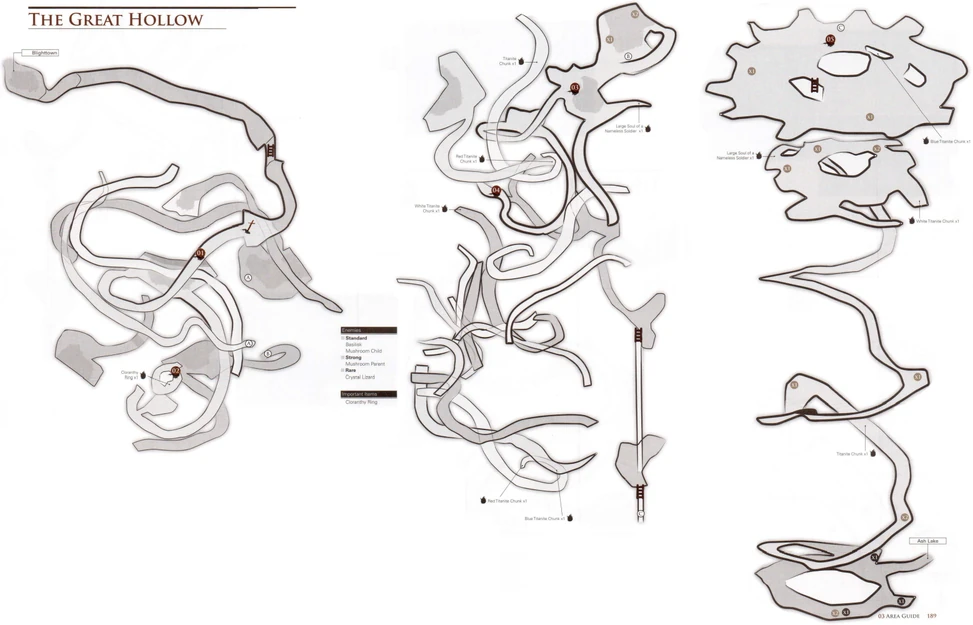 THE GREAT HOLLOW
Blighttown
01
A
B
Cloranthy
Ring x1
02
Enemies
Standard
Basilisk
Mushroom Child
Strong
Mushroom Parent
Rare
Crystal Lizard
Important Items
Cloranthy Ring
Titanite
Chunk x1
03
B
Large Soul of a
Nameless Soldier x1
Red Titanite
Chunk x1
04
White Titanite
Chunk x1
Red Titanite Chunk x1
Blue Titanite Chunk x1
C
C
05
Blue Titanite Chunk x1
Large Soul of a
Nameless Soldier x1
White Titanite Chunk x1
Titanite Chunk x1
Ash Lake
03 AREA GUIDE 189